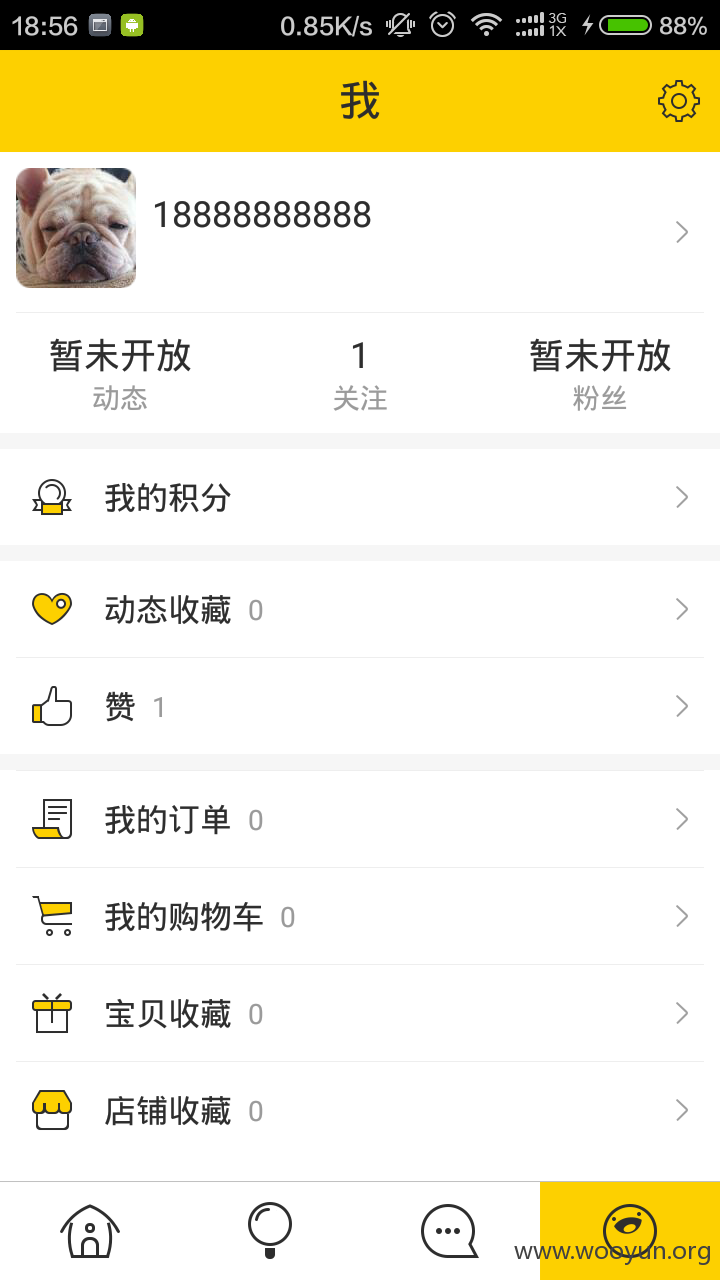 18:56 0.85K/s 3G 1X 88%
我
18888888888
暂未开放 1 暂未开放
动态 关注 粉丝
我的积分
动态收藏 0
赞 1
我的订单 0
我的购物车 0
宝贝收藏 0
店铺收藏 0
www.wooyun.org